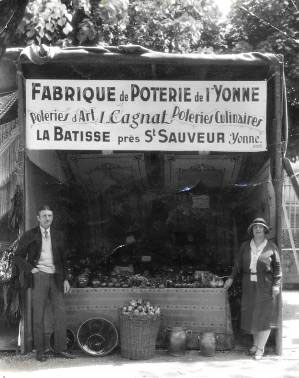 FABRIQUE de POTERIE de l'YONNE
Poteries d'Art L. Cagnat Poteries Culinaires
LA BATISSE près St SAUVEUR (Yonne)